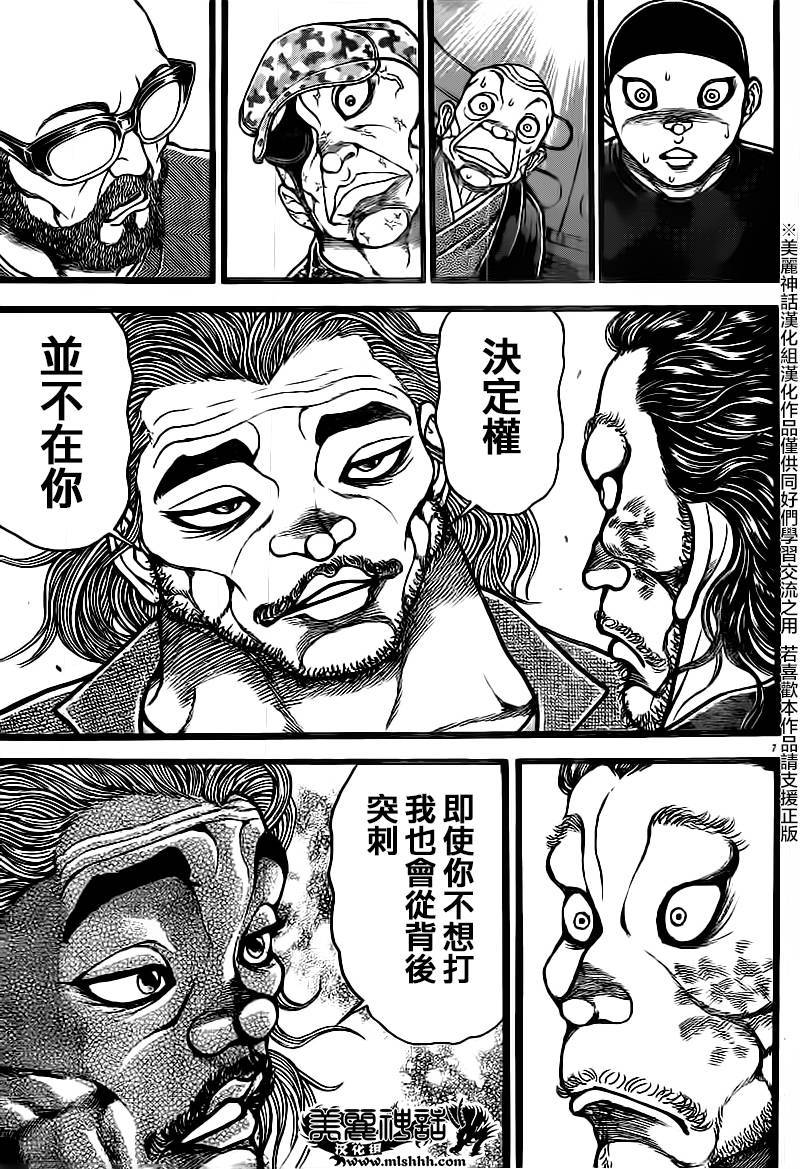 決定權
並不在你
即使你不想打
我也會從背後
突刺
※美麗神話漢化組漢化作品僅供同好們學習交流之用 若喜歡本作品請支援正版
7
美麗神話
汉化组
www.mlshhh.com